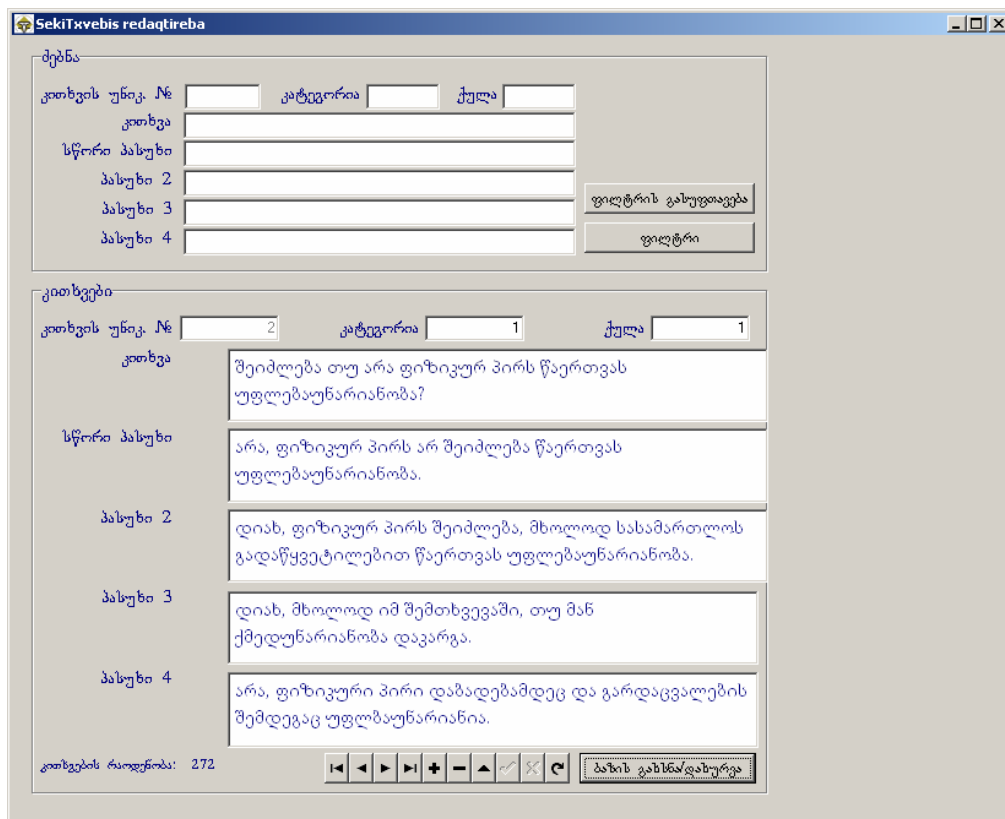 SekiTxvebis redaqtireba
ძებნა
კითხვის უნიკ. № კატეგორია ქულა
კითხვა
სწორი პასუხი
პასუხი 2
პასუხი 3
პასუხი 4
ფილტრის გასუფთავება
ფილტრი
კითხვები
კითხვის უნიკ. № 2 კატეგორია 1 ქულა 1
კითხვა
შეიძლება თუ არა ფიზიკურ პირს წაერთვას
უფლებაუნარიანობა?
სწორი პასუხი
არა, ფიზიკურ პირს არ შეიძლება წაერთვას
უფლებაუნარიანობა.
პასუხი 2
დიახ, ფიზიკურ პირს შეიძლება, მხოლოდ სასამართლოს
გადაწყვეტილებით წაერთვას უფლებაუნარიანობა.
პასუხი 3
დიახ, მხოლოდ იმ შემთხვევაში, თუ მან
ქმედუნარიანობა დაკარგა.
პასუხი 4
არა, ფიზიკური პირი დაბადებამდეც და გარდაცვალების
შემდეგაც უფლბაუნარიანია.
კითხვების რაოდენობა: 272
ბაზის გახსნა/დახურვა